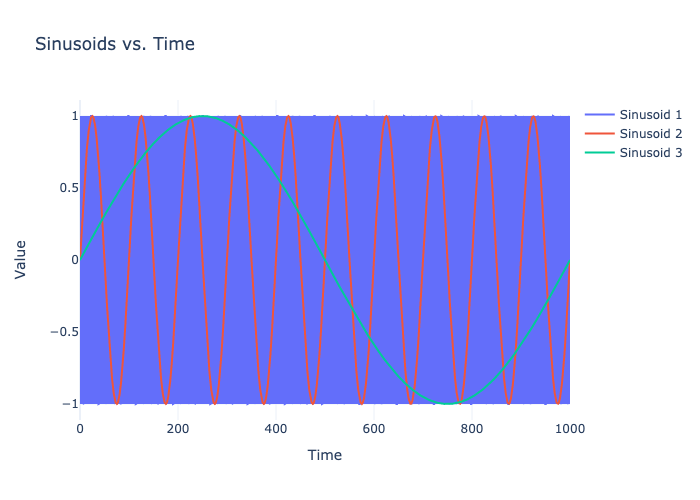 Sinusoids vs. Time
Sinusoid 1
Sinusoid 2
Sinusoid 3
Value
1
0.5
0
−0.5
−1
0 200 400 600 800 1000
Time